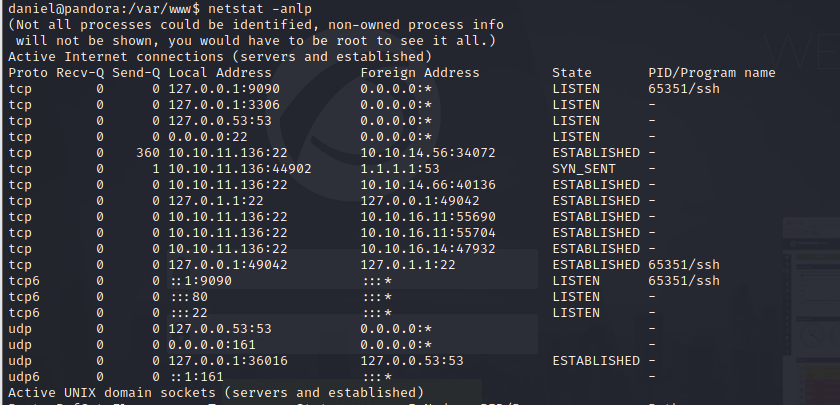 daniel@pandora:/var/www$ netstat -anlp
(Not all processes could be identified, non-owned process info
 will not be shown, you would have to be root to see it all.)
Active Internet connections (servers and established)
Proto Recv-Q Send-Q Local Address           Foreign Address         State       PID/Program name
tcp        0      0 127.0.0.1:9090          0.0.0.0:*               LISTEN      65351/ssh
tcp        0      0 127.0.0.1:3306          0.0.0.0:*               LISTEN      -
tcp        0      0 127.0.0.53:53           0.0.0.0:*               LISTEN      -
tcp        0      0 0.0.0.0:22              0.0.0.0:*               LISTEN      -
tcp        0    360 10.10.11.136:22         10.10.14.56:34072       ESTABLISHED -
tcp        0      1 10.10.11.136:44902      1.1.1.1:53              SYN_SENT    -
tcp        0      0 10.10.11.136:22         10.10.14.66:40136       ESTABLISHED -
tcp        0      0 127.0.1.1:22            127.0.0.1:49042         ESTABLISHED -
tcp        0      0 10.10.11.136:22         10.10.16.11:55690       ESTABLISHED -
tcp        0      0 10.10.11.136:22         10.10.16.11:55704       ESTABLISHED -
tcp        0      0 10.10.11.136:22         10.10.16.14:47932       ESTABLISHED -
tcp        0      0 127.0.0.1:49042         127.0.1.1:22            ESTABLISHED 65351/ssh
tcp6       0      0 ::1:9090                :::*                    LISTEN      65351/ssh
tcp6       0      0 :::80                   :::*                    LISTEN      -
tcp6       0      0 :::22                   :::*                    LISTEN      -
udp        0      0 127.0.0.53:53           0.0.0.0:*                           -
udp        0      0 0.0.0.0:161             0.0.0.0:*                           -
udp        0      0 127.0.0.1:36016         127.0.0.53:53           ESTABLISHED -
udp6       0      0 ::1:161                 :::*                                -
Active UNIX domain sockets (servers and established)